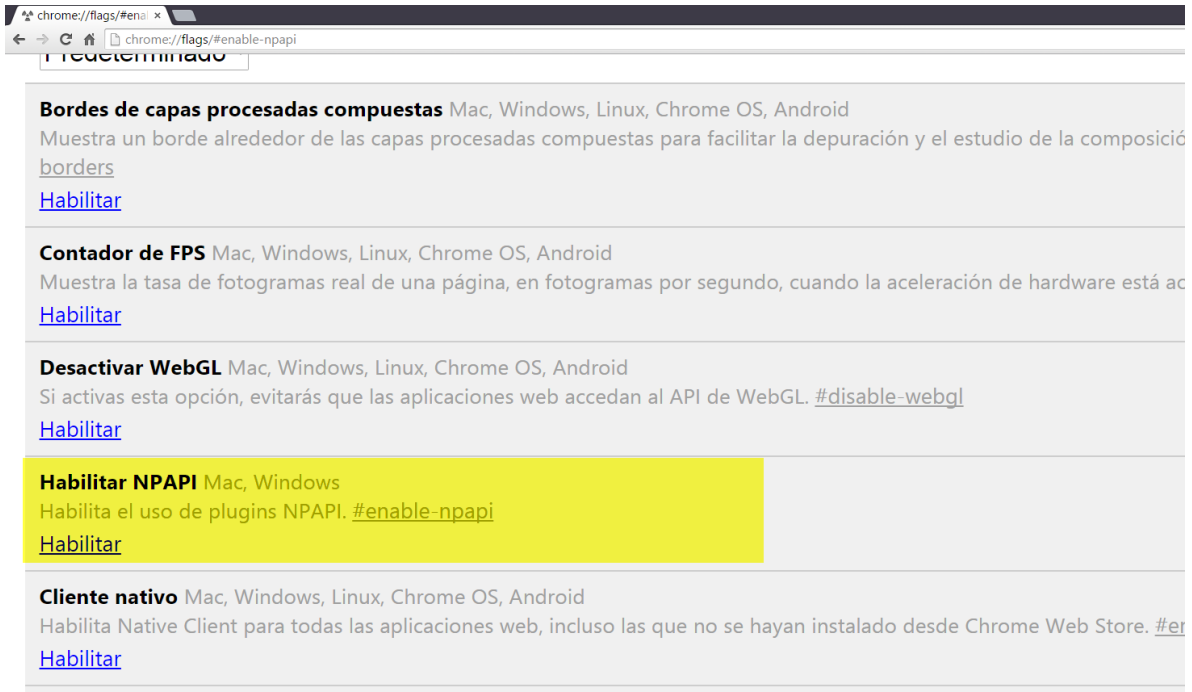 chrome://flags/#ena
chrome://flags/#enable-npapi
Predeterminado
Bordes de capas procesadas compuestas Mac, Windows, Linux, Chrome OS, Android
Muestra un borde alrededor de las capas procesadas compuestas para facilitar la depuración y el estudio de la composició
borders
Habilitar
Contador de FPS Mac, Windows, Linux, Chrome OS, Android
Muestra la tasa de fotogramas real de una página, en fotogramas por segundo, cuando la aceleración de hardware está ac
Habilitar
Desactivar WebGL Mac, Windows, Linux, Chrome OS, Android
Si activas esta opción, evitarás que las aplicaciones web accedan al API de WebGL. #disable-webgl
Habilitar
Habilitar NPAPI Mac, Windows
Habilita el uso de plugins NPAPI. #enable-npapi
Habilitar
Cliente nativo Mac, Windows, Linux, Chrome OS, Android
Habilita Native Client para todas las aplicaciones web, incluso las que no se hayan instalado desde Chrome Web Store. #en
Habilitar